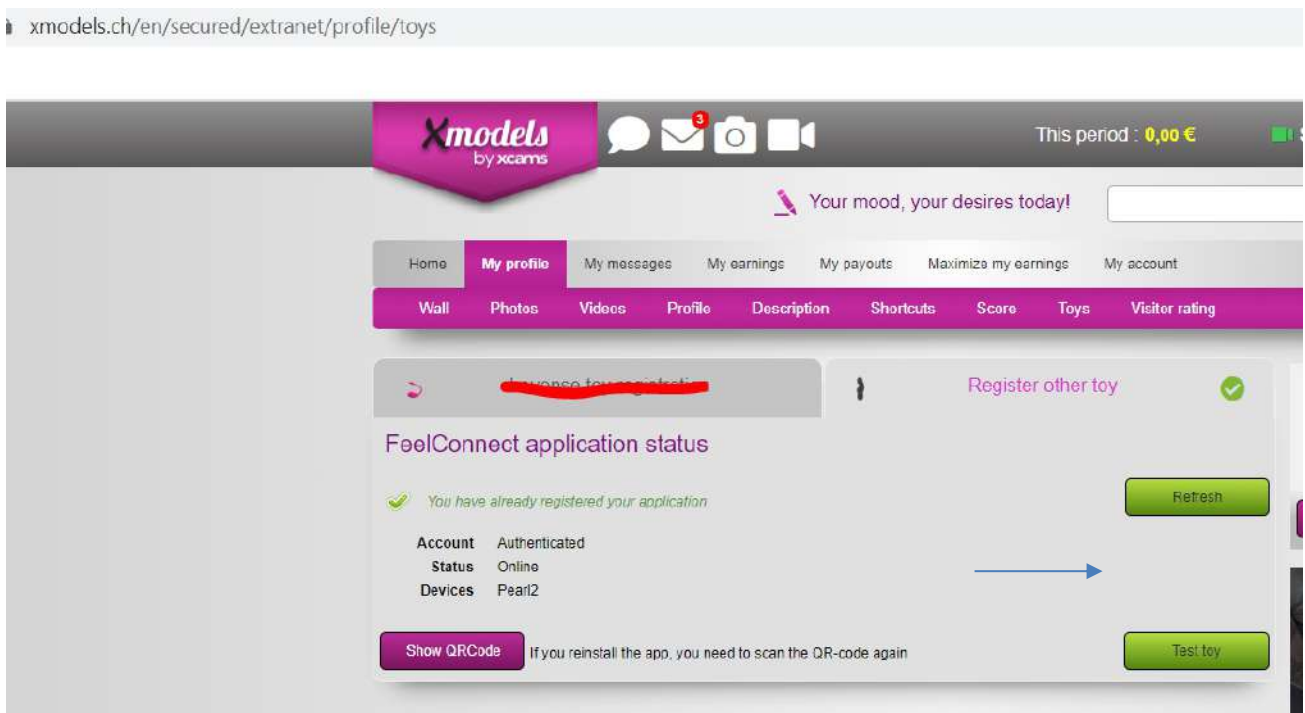 xmodels.ch/en/secured/extranet/profile/toys
Xmodels
by xcams
3
This period : 0,00 €
Your mood, your desires today!
Home My profile My messages My earnings My payouts Maximize my earnings My account
Wall Photos Videos Profile Description Shortcuts Score Toys Visitor rating
Register other toy
FeelConnect application status
You have already registered your application
Refresh
Account Authenticated
Status Online
Devices Pearl2
Show QRCode If you reinstall the app, you need to scan the QR-code again
Test toy